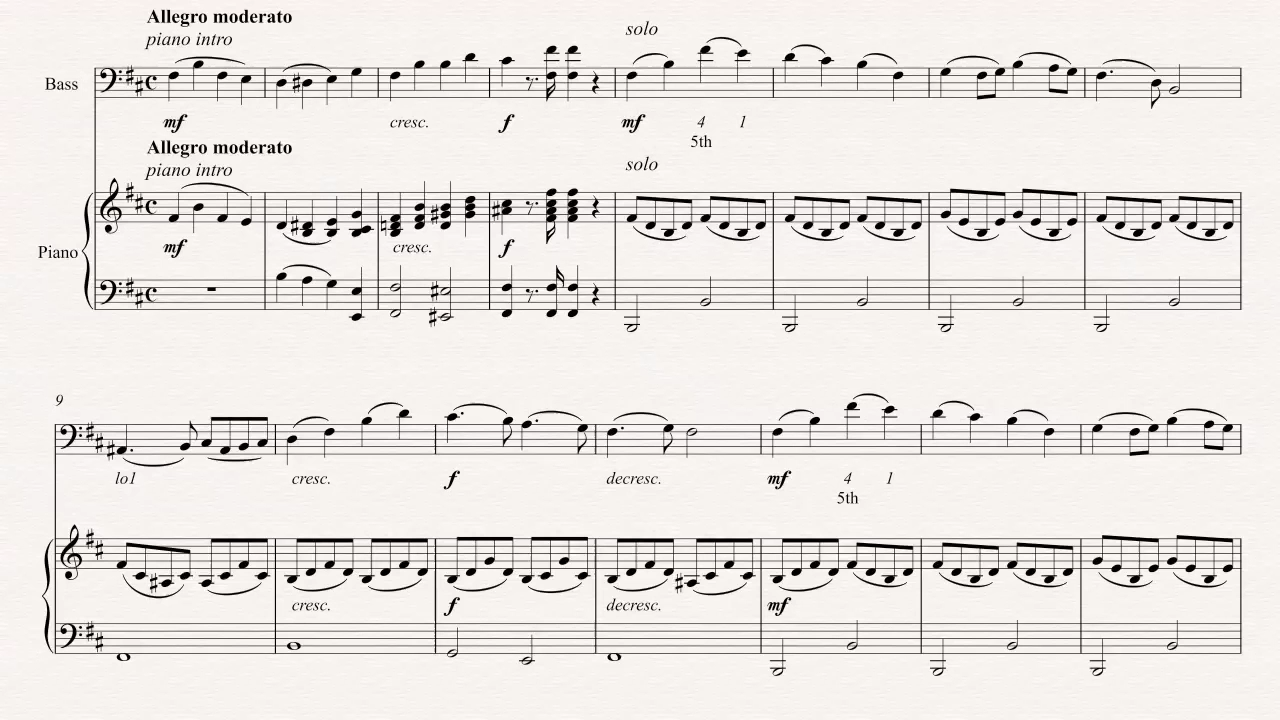 Allegro moderato
piano intro
solo
Bass
mf cresc. f mf 4 1
5th
Allegro moderato
piano intro
solo
Piano
mf cresc. f
9
lo1 cresc. f decresc. mf 4 1
5th
cresc. f decresc. mf